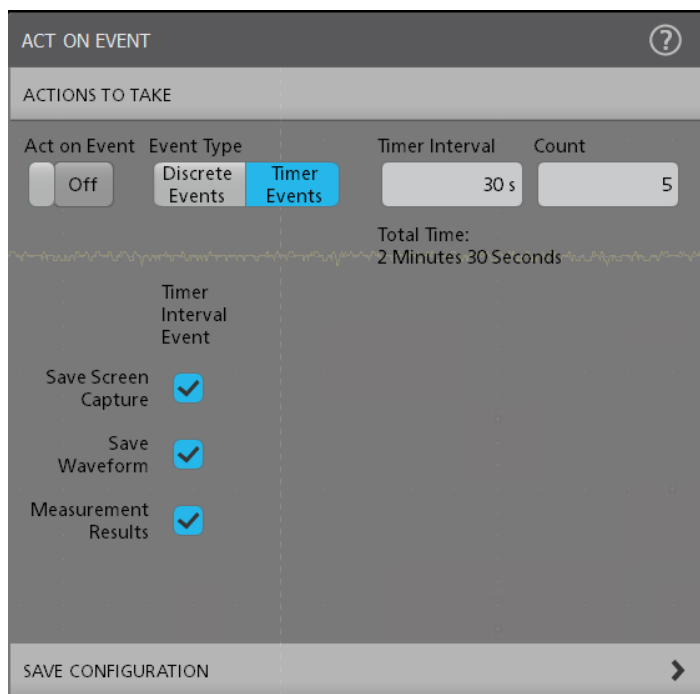 ACT ON EVENT ?
ACTIONS TO TAKE
Act on Event Event Type Timer Interval Count
Off Discrete Events Timer Events 30 s 5
Total Time:
2 Minutes 30 Seconds
Timer
Interval
Event
Save Screen
Capture
Save
Waveform
Measurement
Results
SAVE CONFIGURATION